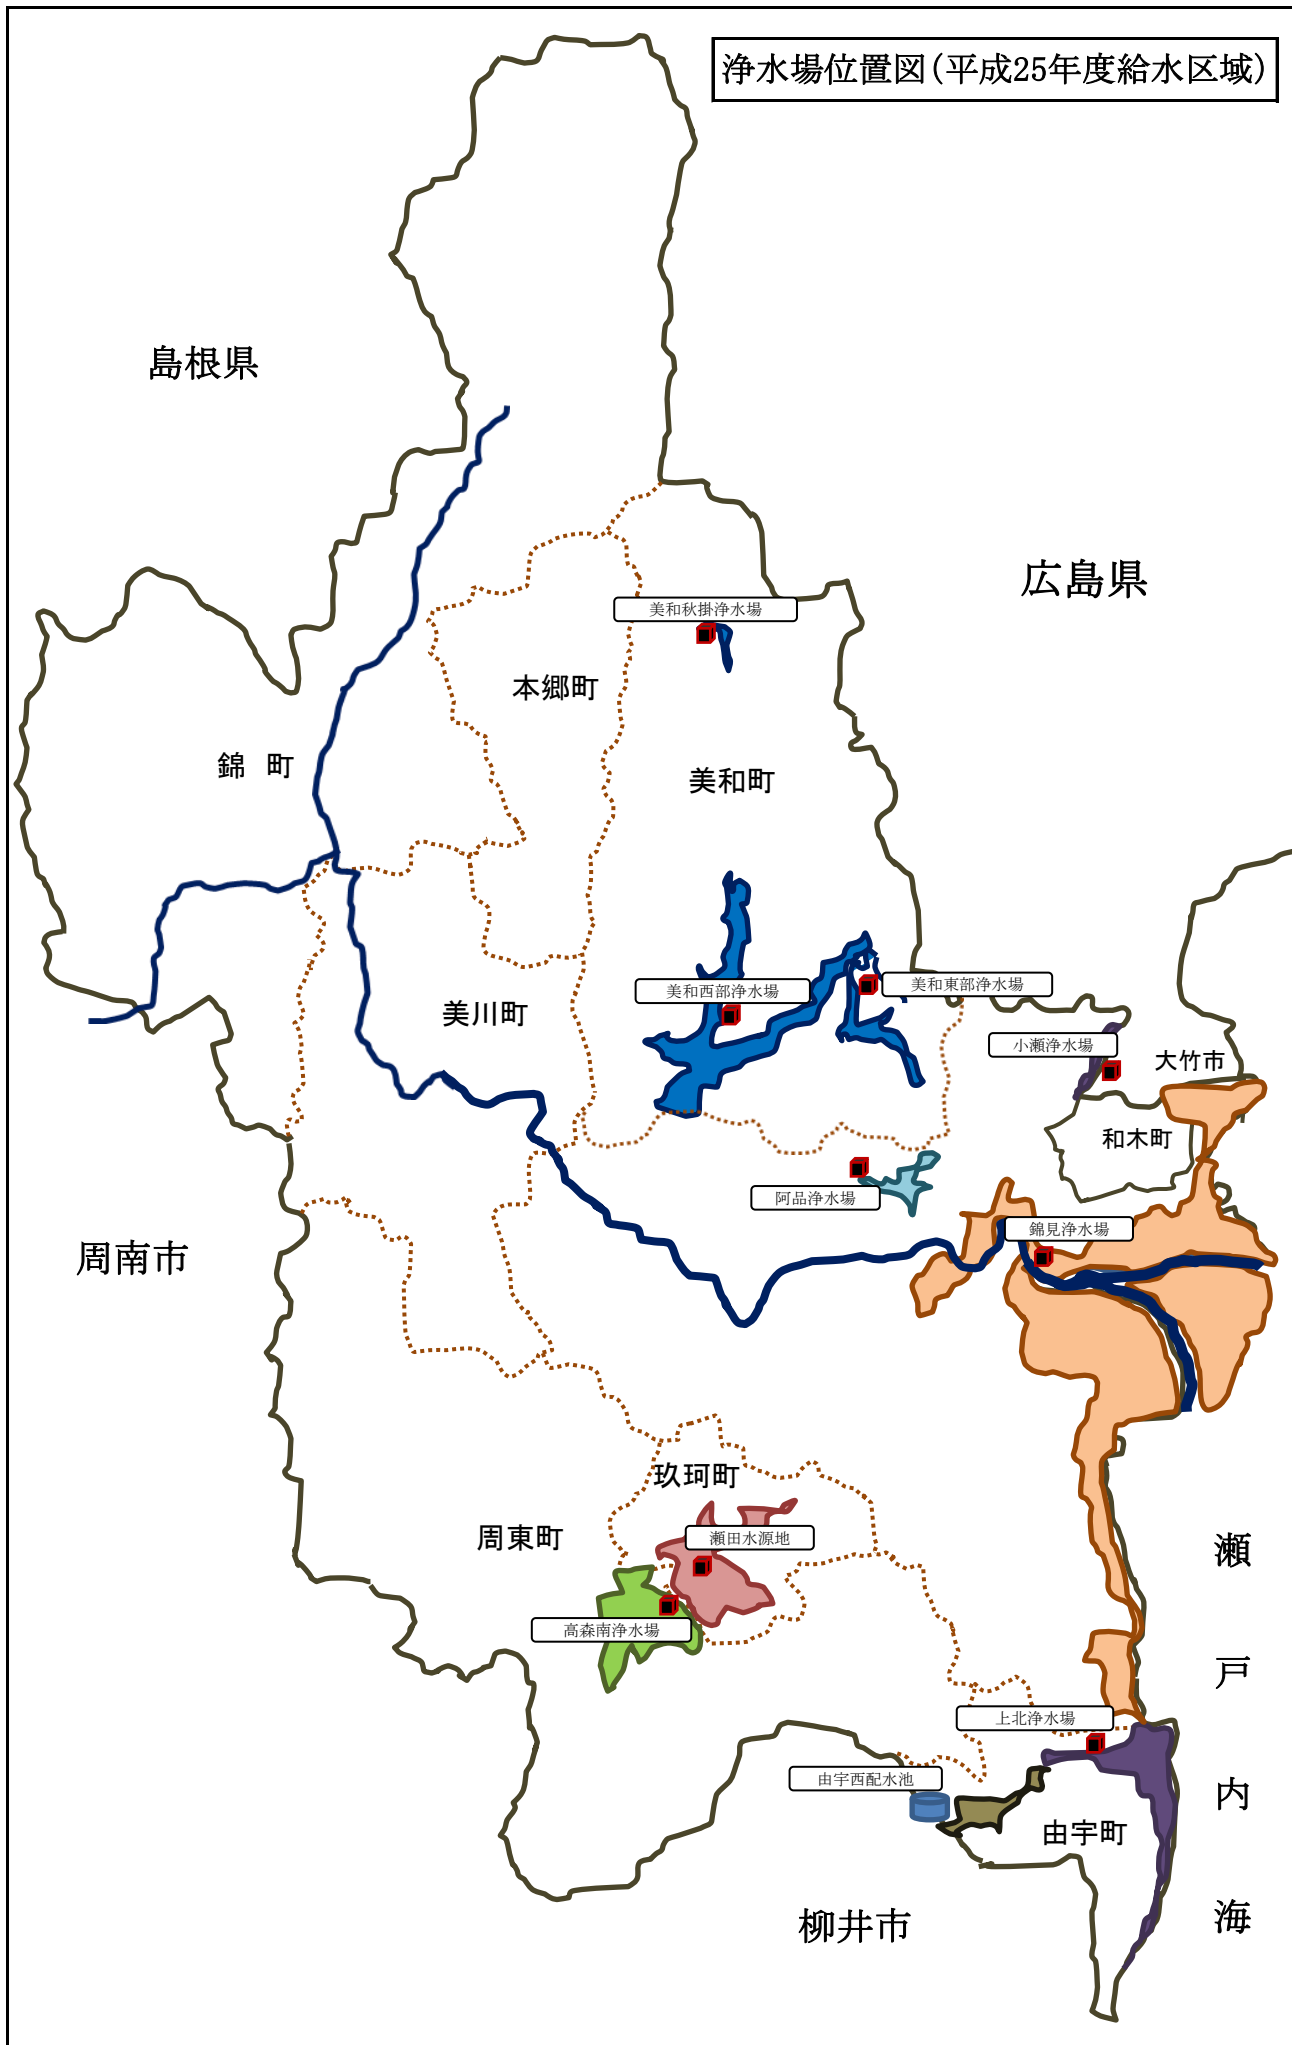 浄水場位置図(平成25年度給水区域)
島根県
広島県
美和秋掛浄水場
本郷町
錦　町
美和町
美和西部浄水場
美和東部浄水場
美川町
小瀬浄水場
大竹市
和木町
阿品浄水場
錦見浄水場
周南市
玖珂町
周東町
瀬田水源地
高森南浄水場
上北浄水場
由宇西配水池
由宇町
柳井市
瀬戸内海